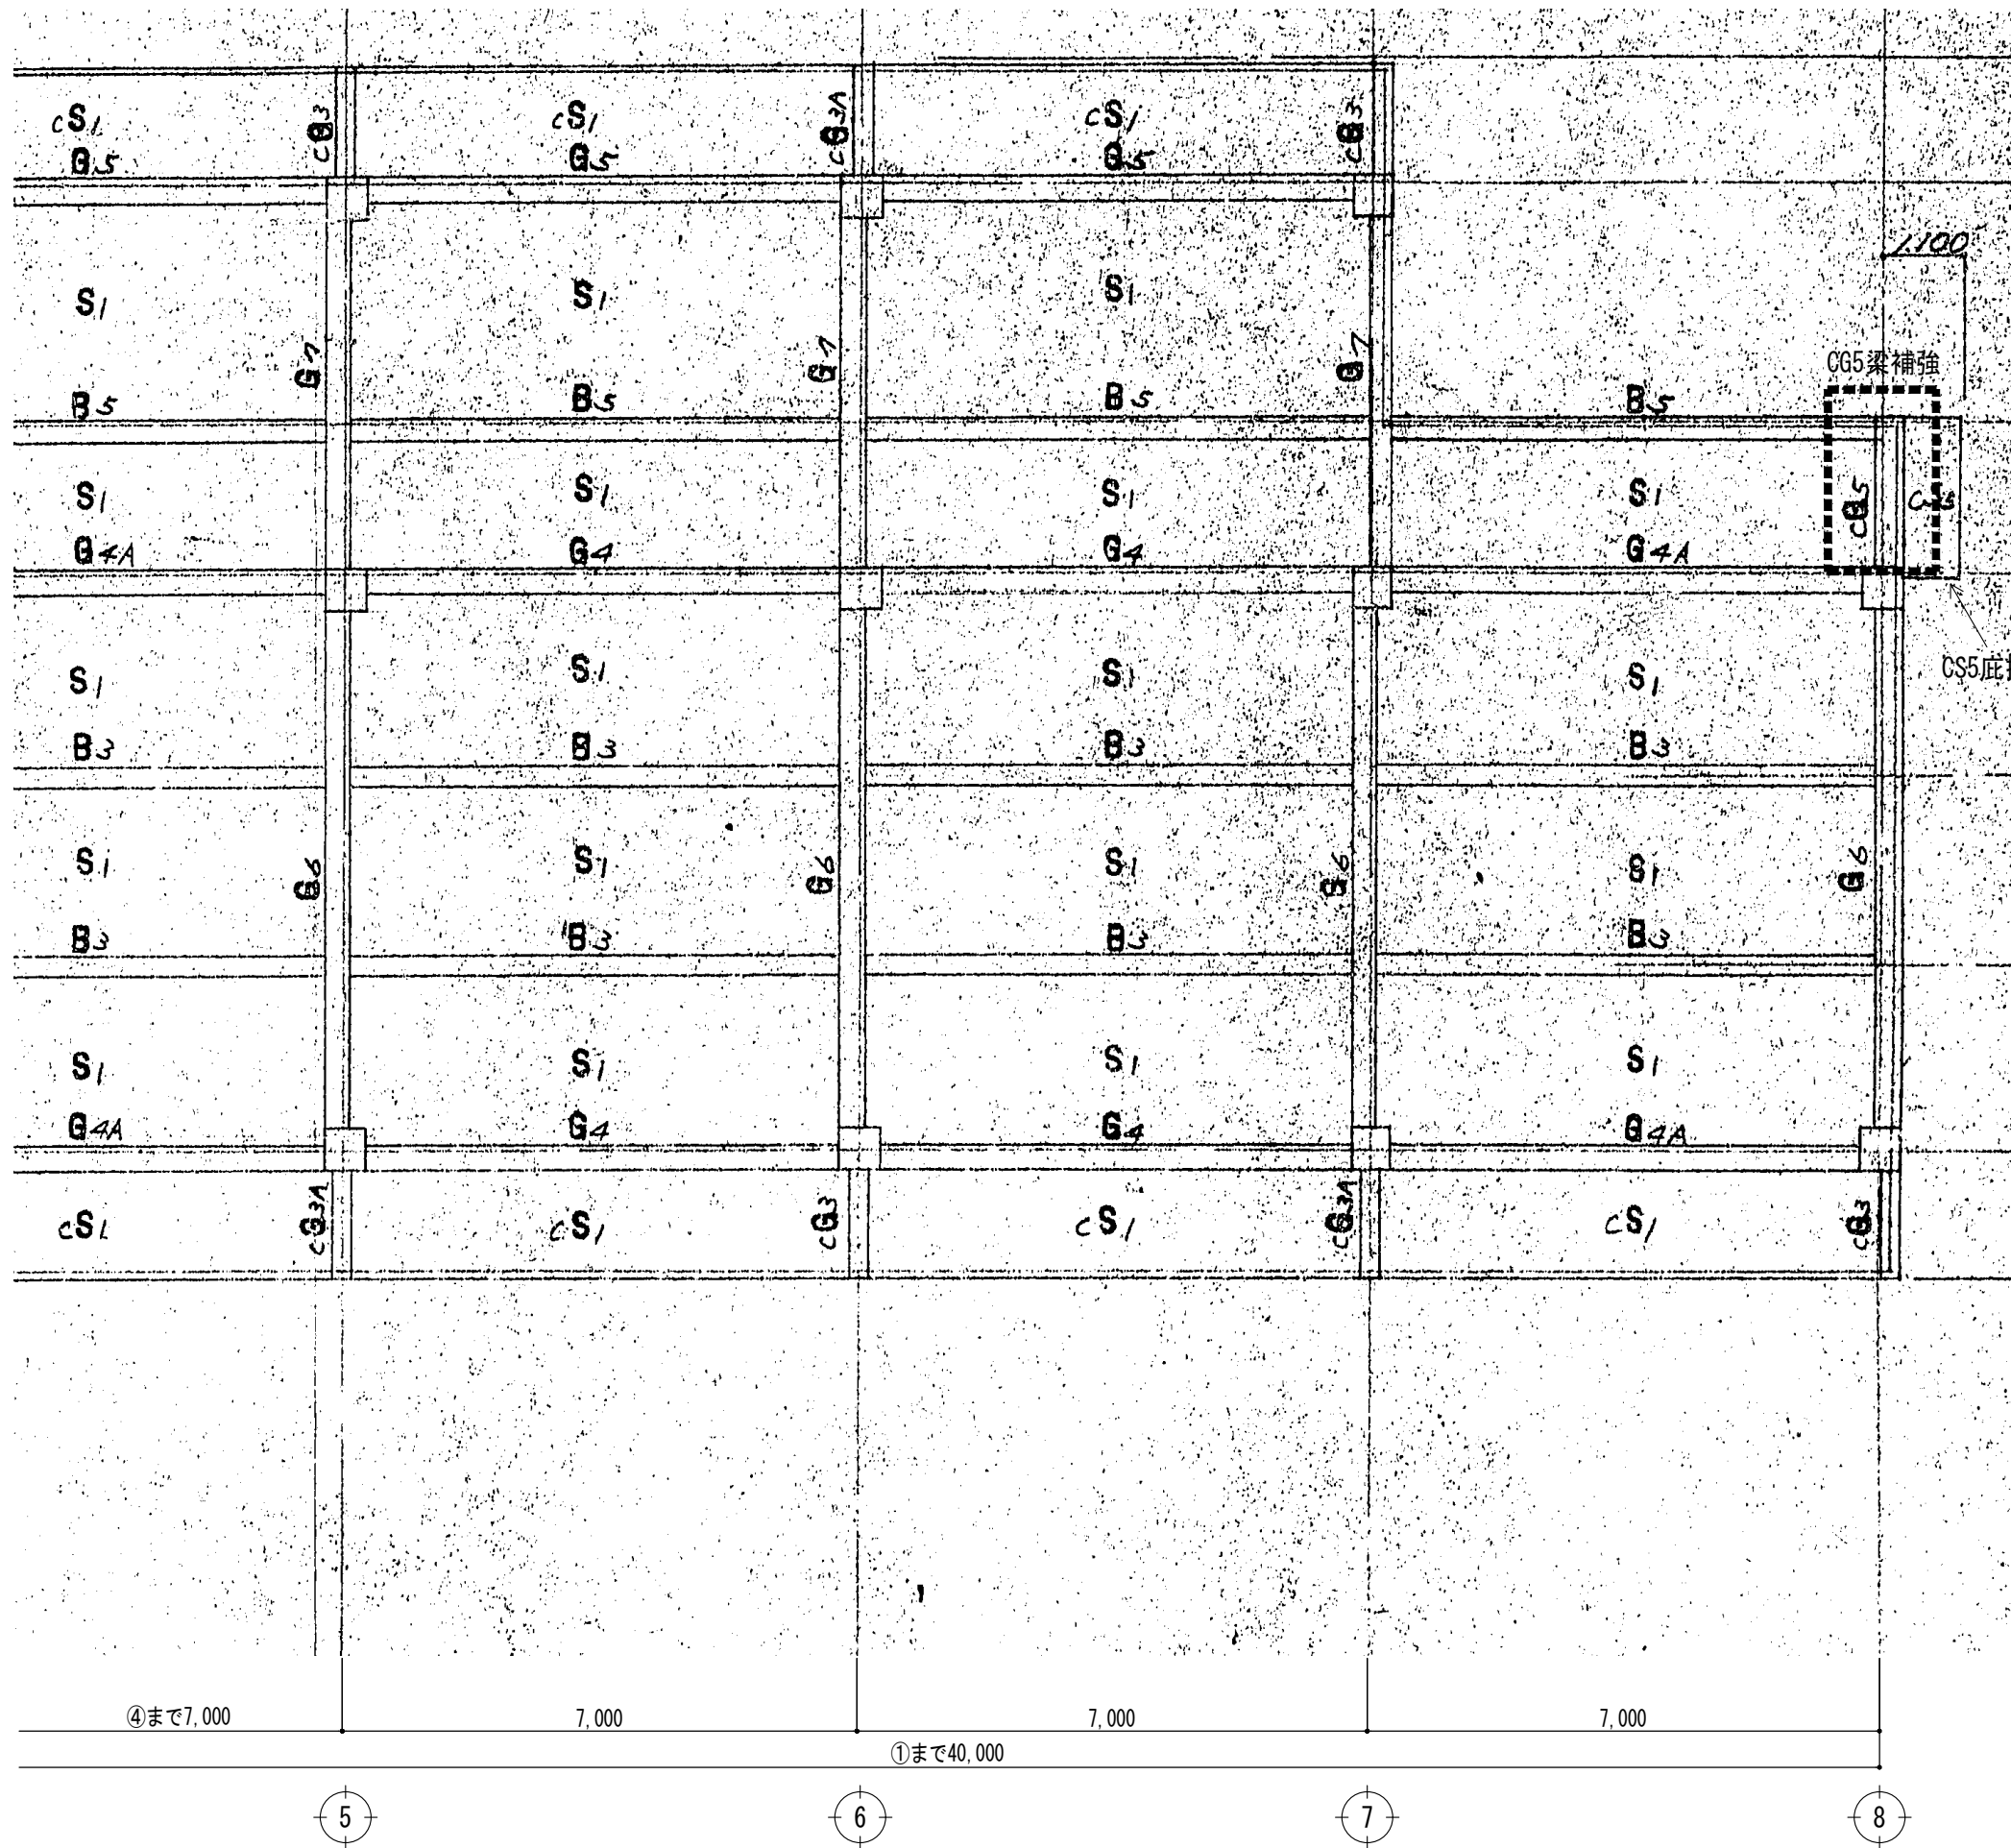 cS1 cG3 cS1 cG3A cS1 cG3
G5 G5 G5
1,100
S1 S1 S1
G7 G7 G7
CG5梁補強
B5 B5 B5 B5
S1 S1 S1 S1 cG5
G4A G4 G4 G4A
S1 S1 S1 S1
CS5庇
B3 B3 B3 B3
S1 S1 S1 S1
G6 G6 G6 G6
B3 B3 B3 B3
S1 S1 S1 S1
G4A G4 G4 G4A
cS1 cG3A cS1 cG3 cS1 cG3A cS1 cG3
④まで7,000 7,000 7,000 7,000
①まで40,000
5 6 7 8